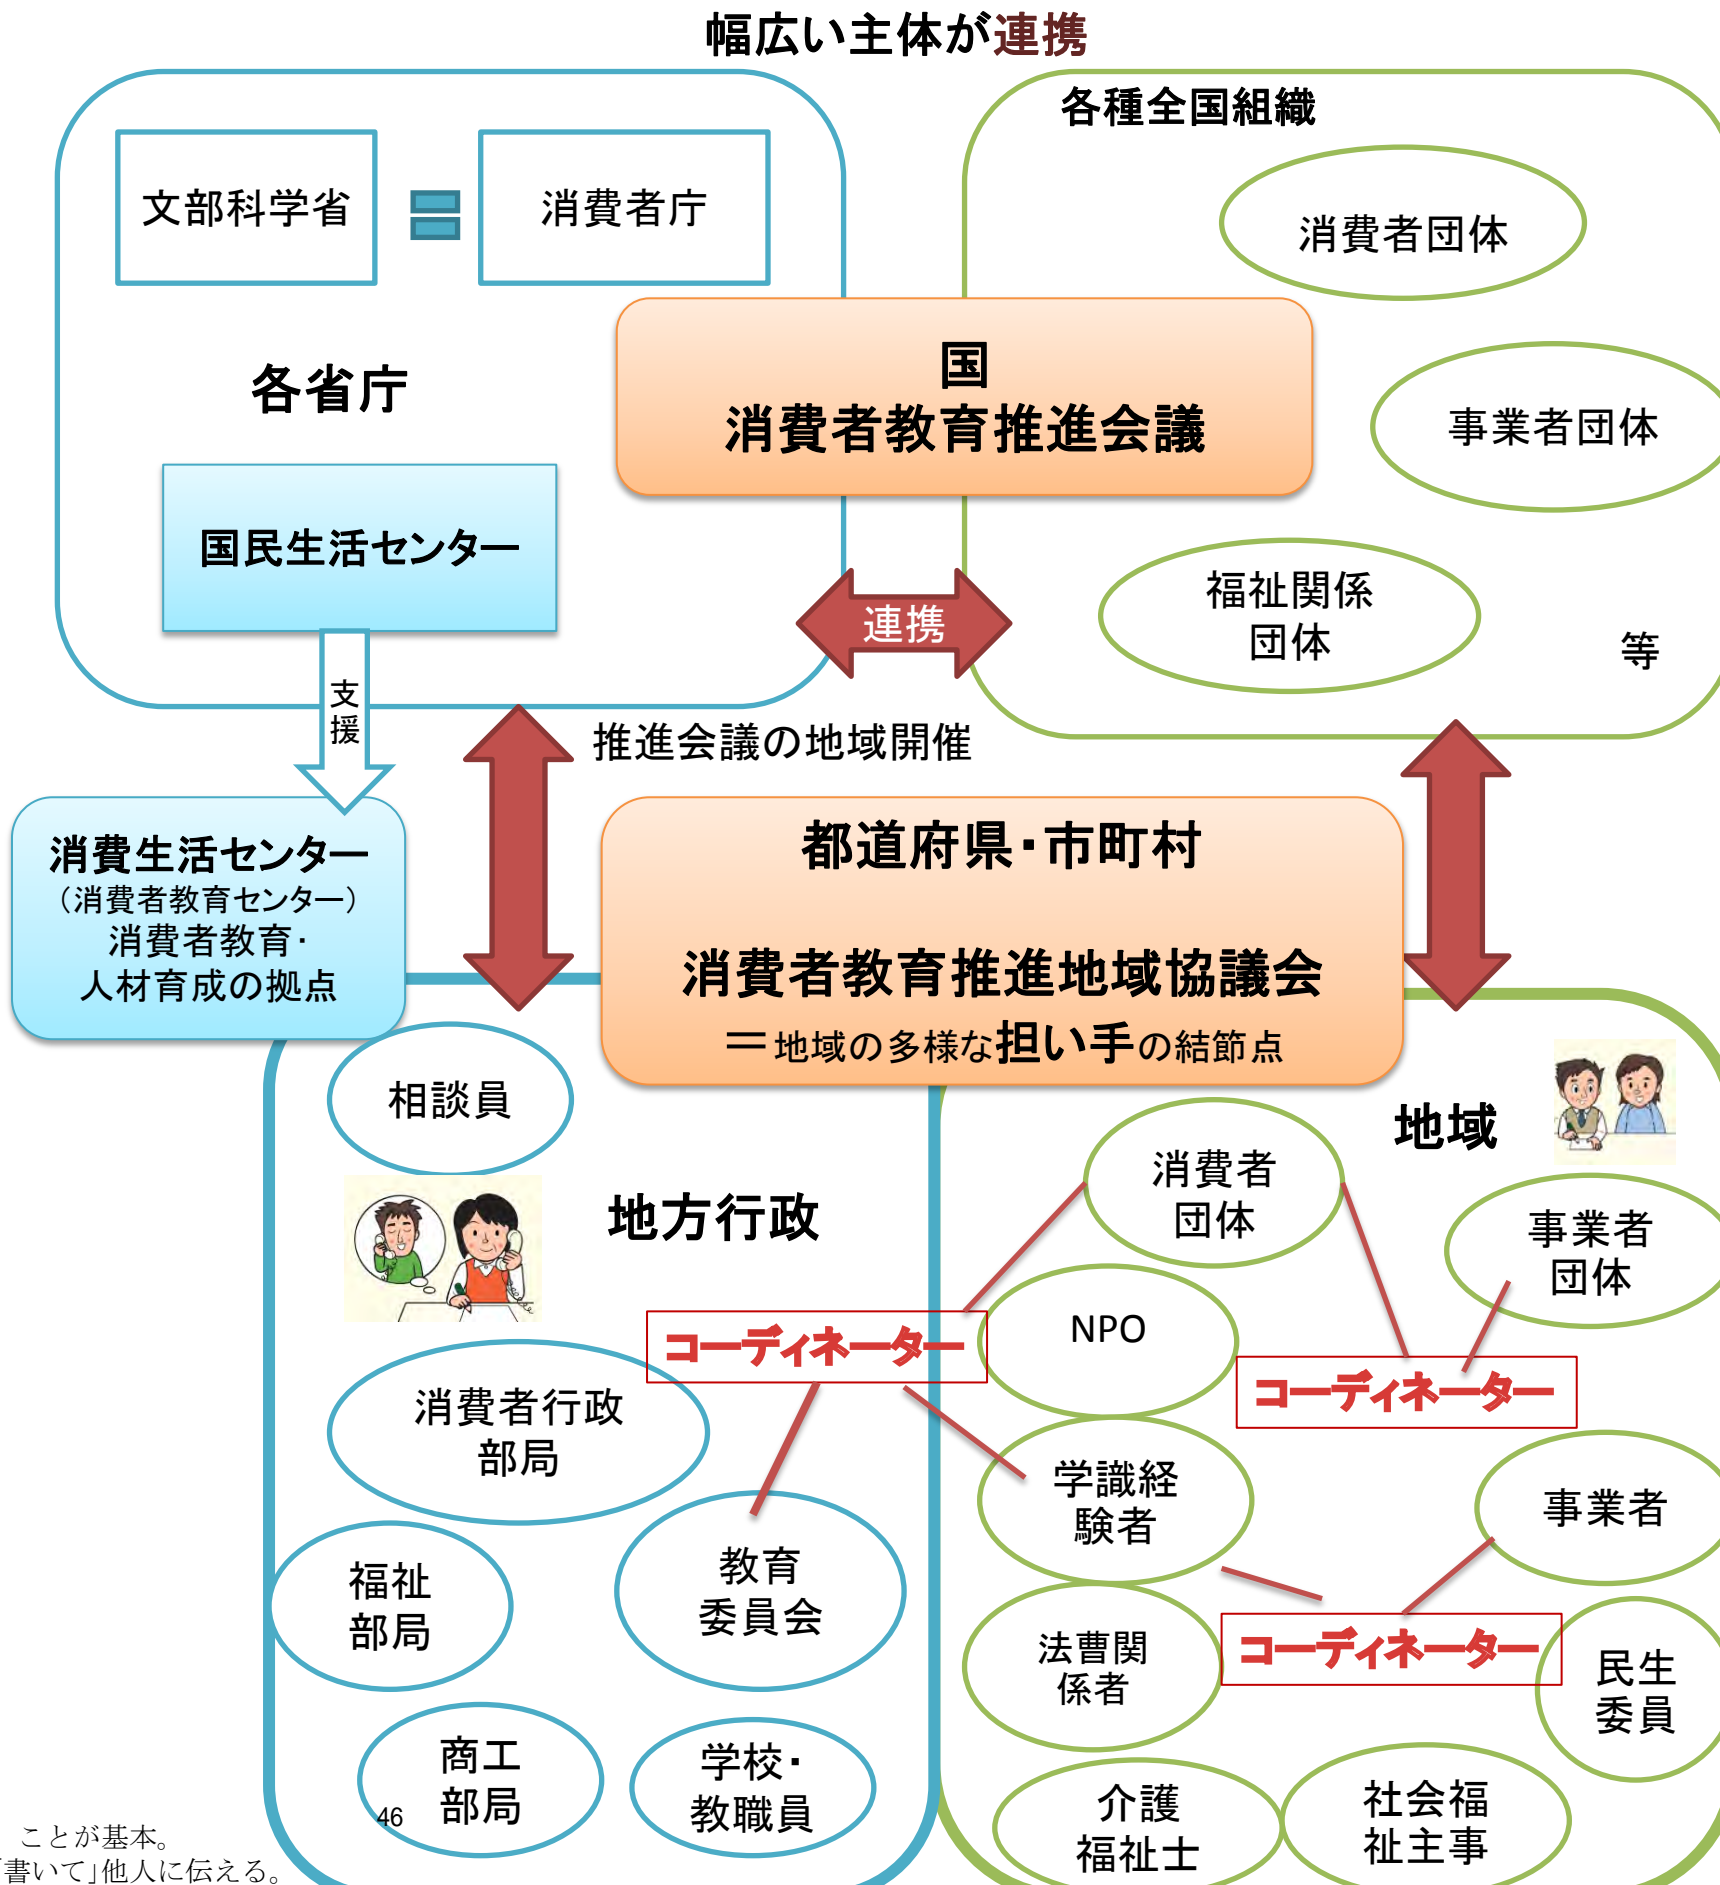 幅広い主体が連携
各種全国組織
文部科学省
消費者庁
消費者団体
各省庁
国
消費者教育推進会議
事業者団体
国民生活センター
連携
福祉関係
団体
等
支
援
推進会議の地域開催
消費生活センター
（消費者教育センター）
消費者教育・
人材育成の拠点
都道府県・市町村
消費者教育推進地域協議会
＝地域の多様な担い手の結節点
相談員
地方行政
地域
消費者
団体
事業者
団体
コーディネーター
NPO
コーディネーター
消費者行政
部局
学識経
験者
事業者
福祉
部局
教育
委員会
法曹関
係者
コーディネーター
民生
委員
商工
部局
学校・
教職員
介護
福祉士
社会福
祉主事
46
ことが基本。
「書いて」他人に伝える。